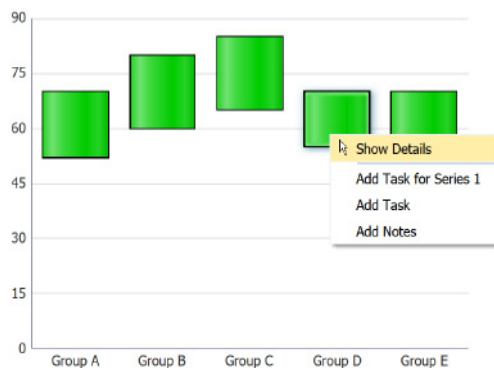 90
75
60
45
30
15
0
Show Details
Add Task for Series 1
Add Task
Add Notes
Group A Group B Group C Group D Group E